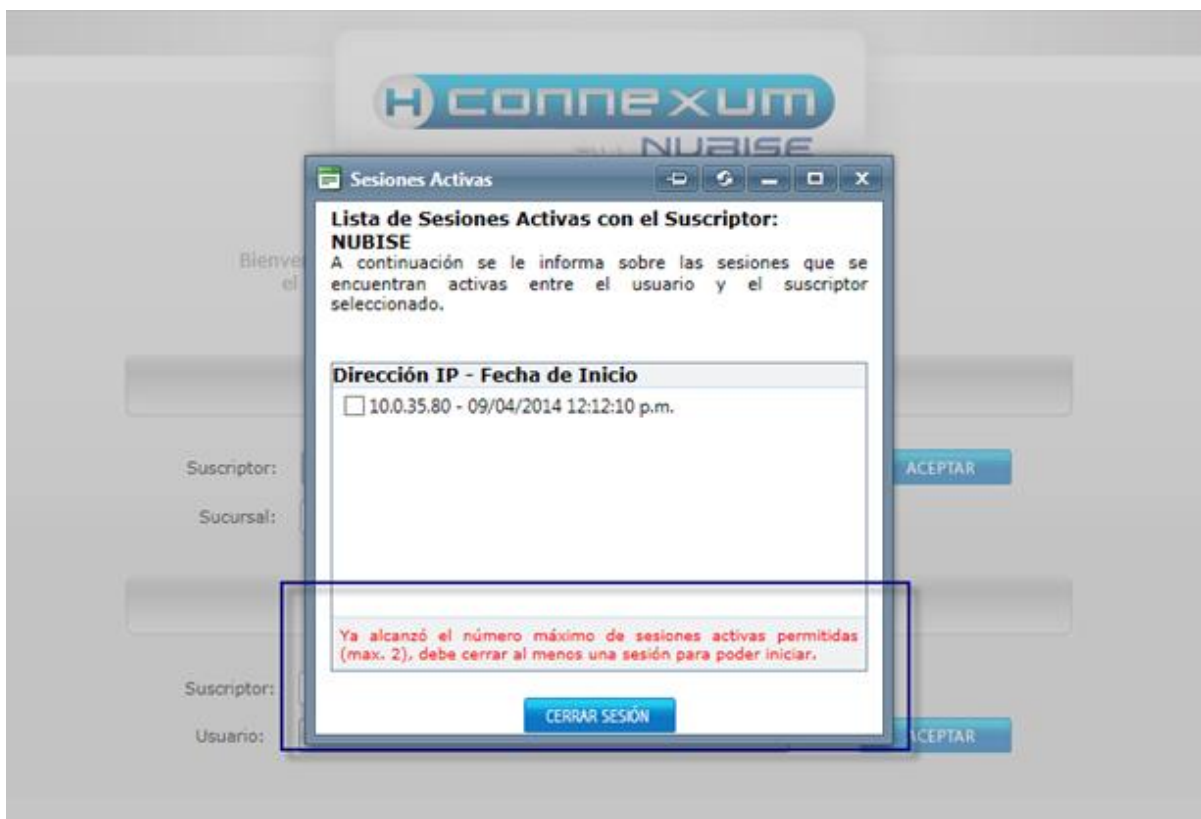 H connexum
NUBISE
Sesiones Activas
Lista de Sesiones Activas con el Suscriptor:
NUBISE
A continuación se le informa sobre las sesiones que se
encuentran activas entre el usuario y el suscriptor
seleccionado.
Bienve
el
Dirección IP - Fecha de Inicio
10.0.35.80 - 09/04/2014 12:12:10 p.m.
Suscriptor:
ACEPTAR
Sucursal:
Ya alcanzó el número máximo de sesiones activas permitidas
(max. 2), debe cerrar al menos una sesión para poder iniciar.
Suscriptor:
CERRAR SESIÓN
Usuario:
ACEPTAR